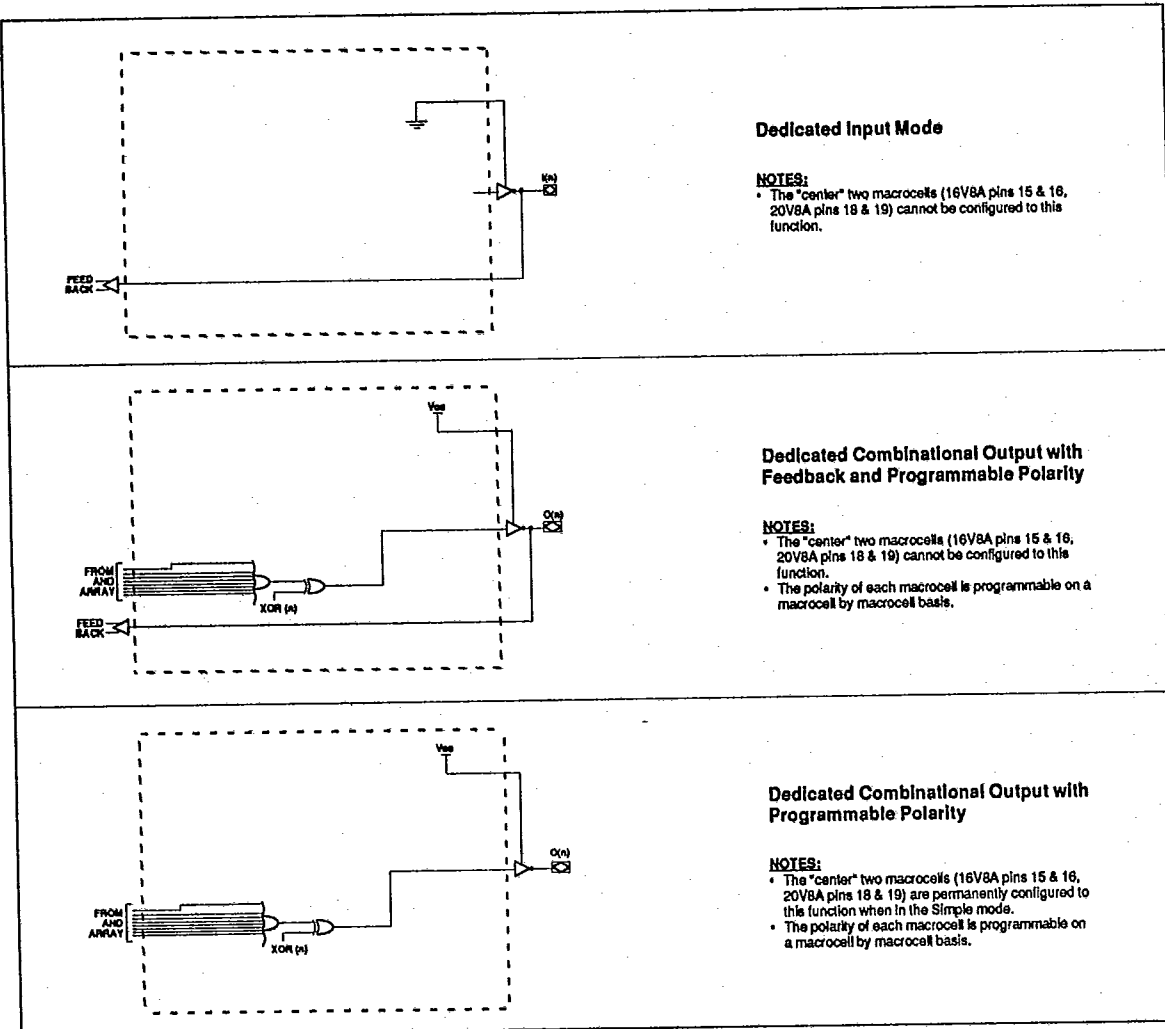 Dedicated Input Mode
NOTES:
• The "center" two macrocells (16V8A pins 15 & 16,
20V8A pins 18 & 19) cannot be configured to this
function.
I(n)
FEED
BACK
Dedicated Combinational Output with
Feedback and Programmable Polarity
NOTES:
• The "center" two macrocells (16V8A pins 15 & 16,
20V8A pins 18 & 19) cannot be configured to this
function.
• The polarity of each macrocell is programmable on a
macrocell by macrocell basis.
O(n)
FROM
AND
ARRAY
XOR (n)
FEED
BACK
Dedicated Combinational Output with
Programmable Polarity
NOTES:
• The "center" two macrocells (16V8A pins 15 & 16,
20V8A pins 18 & 19) are permanently configured to
this function when in the Simple mode.
• The polarity of each macrocell is programmable on
a macrocell by macrocell basis.
O(n)
FROM
AND
ARRAY
XOR (n)